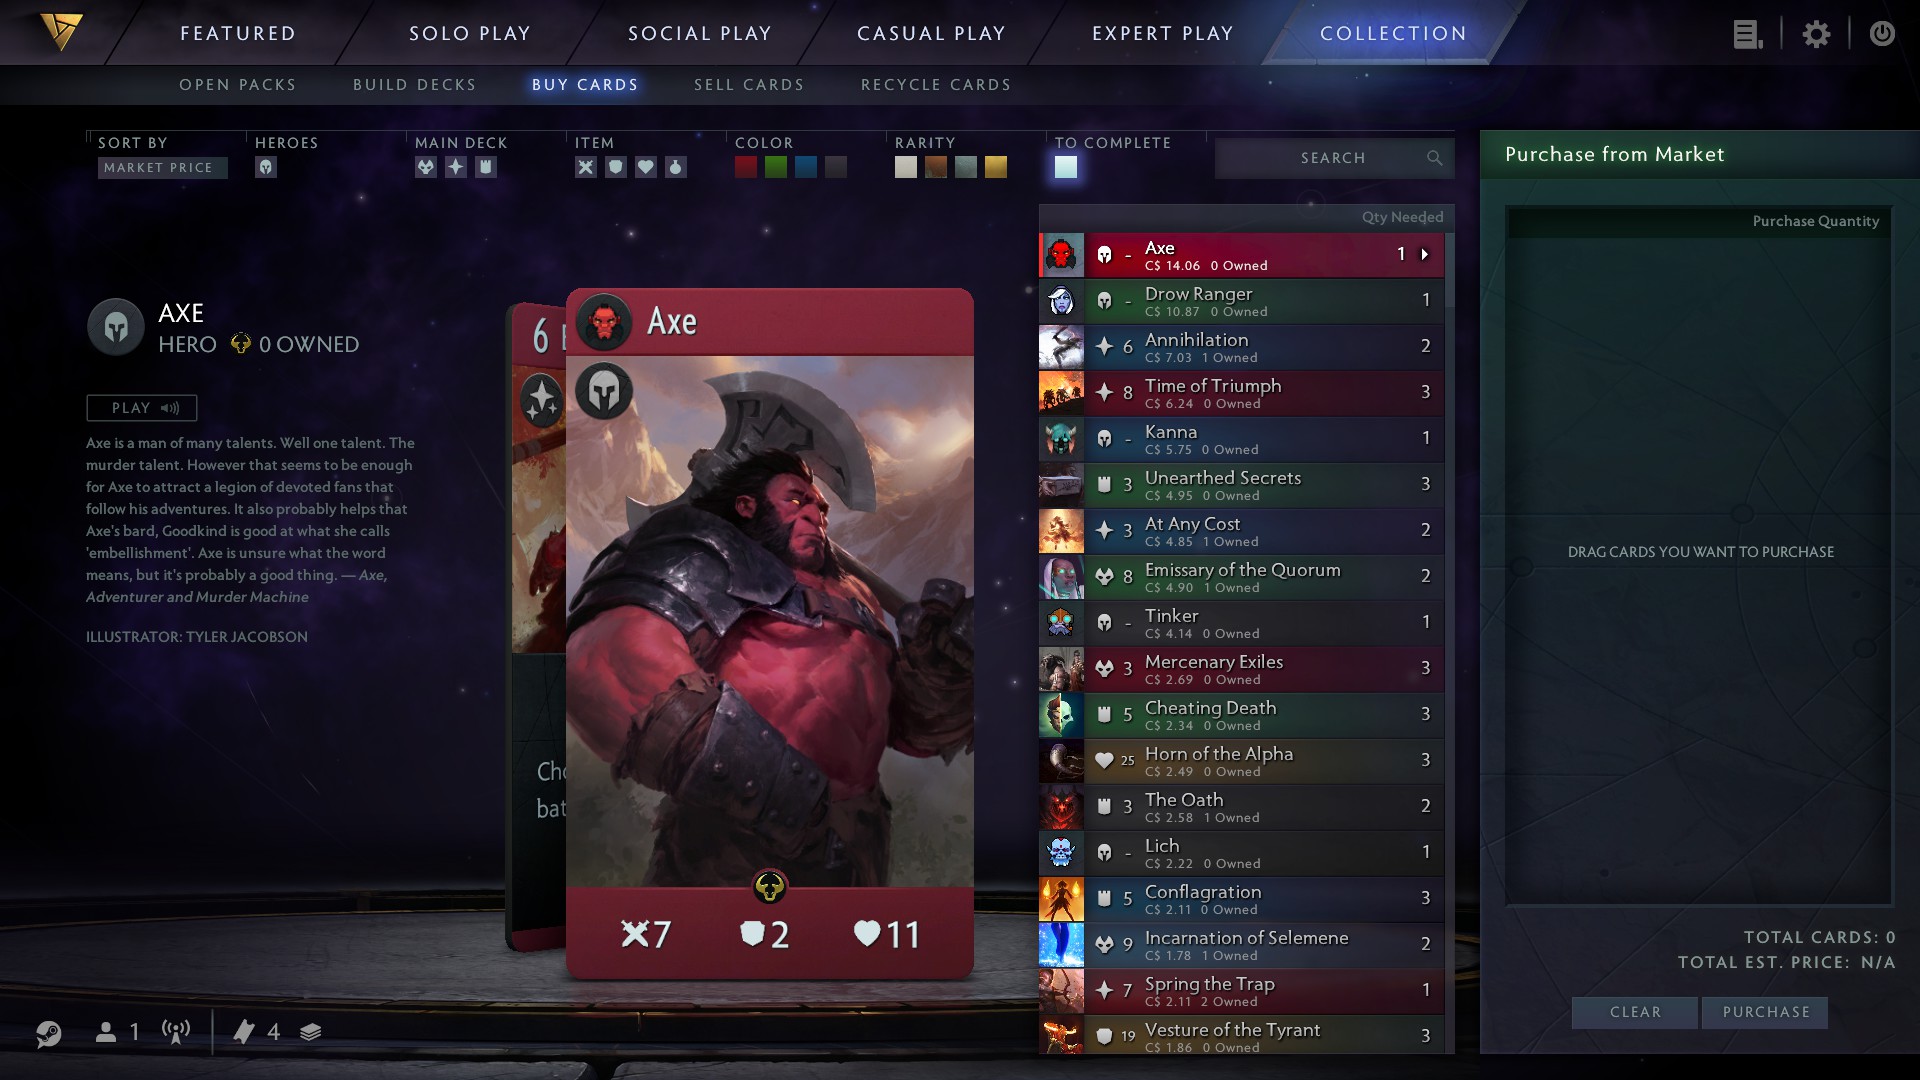 FEATURED
SOLO PLAY
SOCIAL PLAY
CASUAL PLAY
EXPERT PLAY
COLLECTION
OPEN PACKS
BUILD DECKS
BUY CARDS
SELL CARDS
RECYCLE CARDS
SORT BY
MARKET PRICE
HEROES
MAIN DECK
ITEM
COLOR
RARITY
TO COMPLETE
SEARCH
AXE
HERO 0 OWNED
PLAY
Axe is a man of many talents. Well one talent. The
murder talent. However that seems to be enough
for Axe to attract a legion of devoted fans that
follow his adventures. It also probably helps that
Axe's bard, Goodkind is good at what she calls
'embellishment'. Axe is unsure what the word
means, but it's probably a good thing. — Axe,
Adventurer and Murder Machine
ILLUSTRATOR: TYLER JACOBSON
6
Axe
7 2 11
Qty Needed
- Axe 1
C$ 14.06 0 Owned
- Drow Ranger 1
C$ 10.87 0 Owned
6 Annihilation 2
C$ 7.03 1 Owned
8 Time of Triumph 3
C$ 6.24 0 Owned
- Kanna 1
C$ 5.75 0 Owned
3 Unearthed Secrets 3
C$ 4.95 0 Owned
3 At Any Cost 2
C$ 4.85 1 Owned
8 Emissary of the Quorum 2
C$ 4.90 1 Owned
- Tinker 1
C$ 4.14 0 Owned
3 Mercenary Exiles 3
C$ 2.69 0 Owned
5 Cheating Death 3
C$ 2.34 0 Owned
25 Horn of the Alpha 3
C$ 2.49 0 Owned
3 The Oath 2
C$ 2.58 1 Owned
- Lich 1
C$ 2.22 0 Owned
5 Conflagration 3
C$ 2.11 0 Owned
9 Incarnation of Selemene 2
C$ 1.78 1 Owned
7 Spring the Trap 1
C$ 2.11 2 Owned
19 Vesture of the Tyrant 3
C$ 1.86 0 Owned
Purchase from Market
Purchase Quantity
DRAG CARDS YOU WANT TO PURCHASE
TOTAL CARDS: 0
TOTAL EST. PRICE: N/A
CLEAR
PURCHASE
1
4